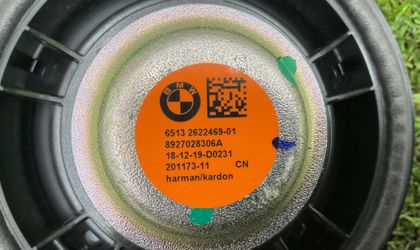 BMW
6513 2622469-01
8927028306A
18-12-19-D0231
201173-11 CN
harman/kardon